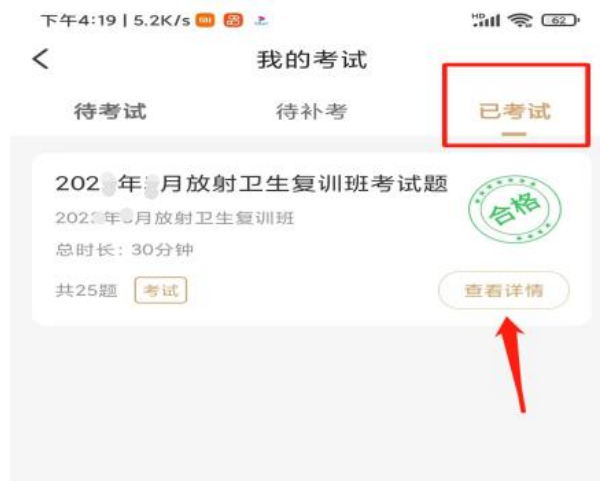 下午4:19 | 5.2K/s
HD 62
我的考试
待考试 待补考 已考试
202 年 月放射卫生复训班考试题
合格
202 年 月放射卫生复训班
总时长：30分钟
共25题 考试 查看详情